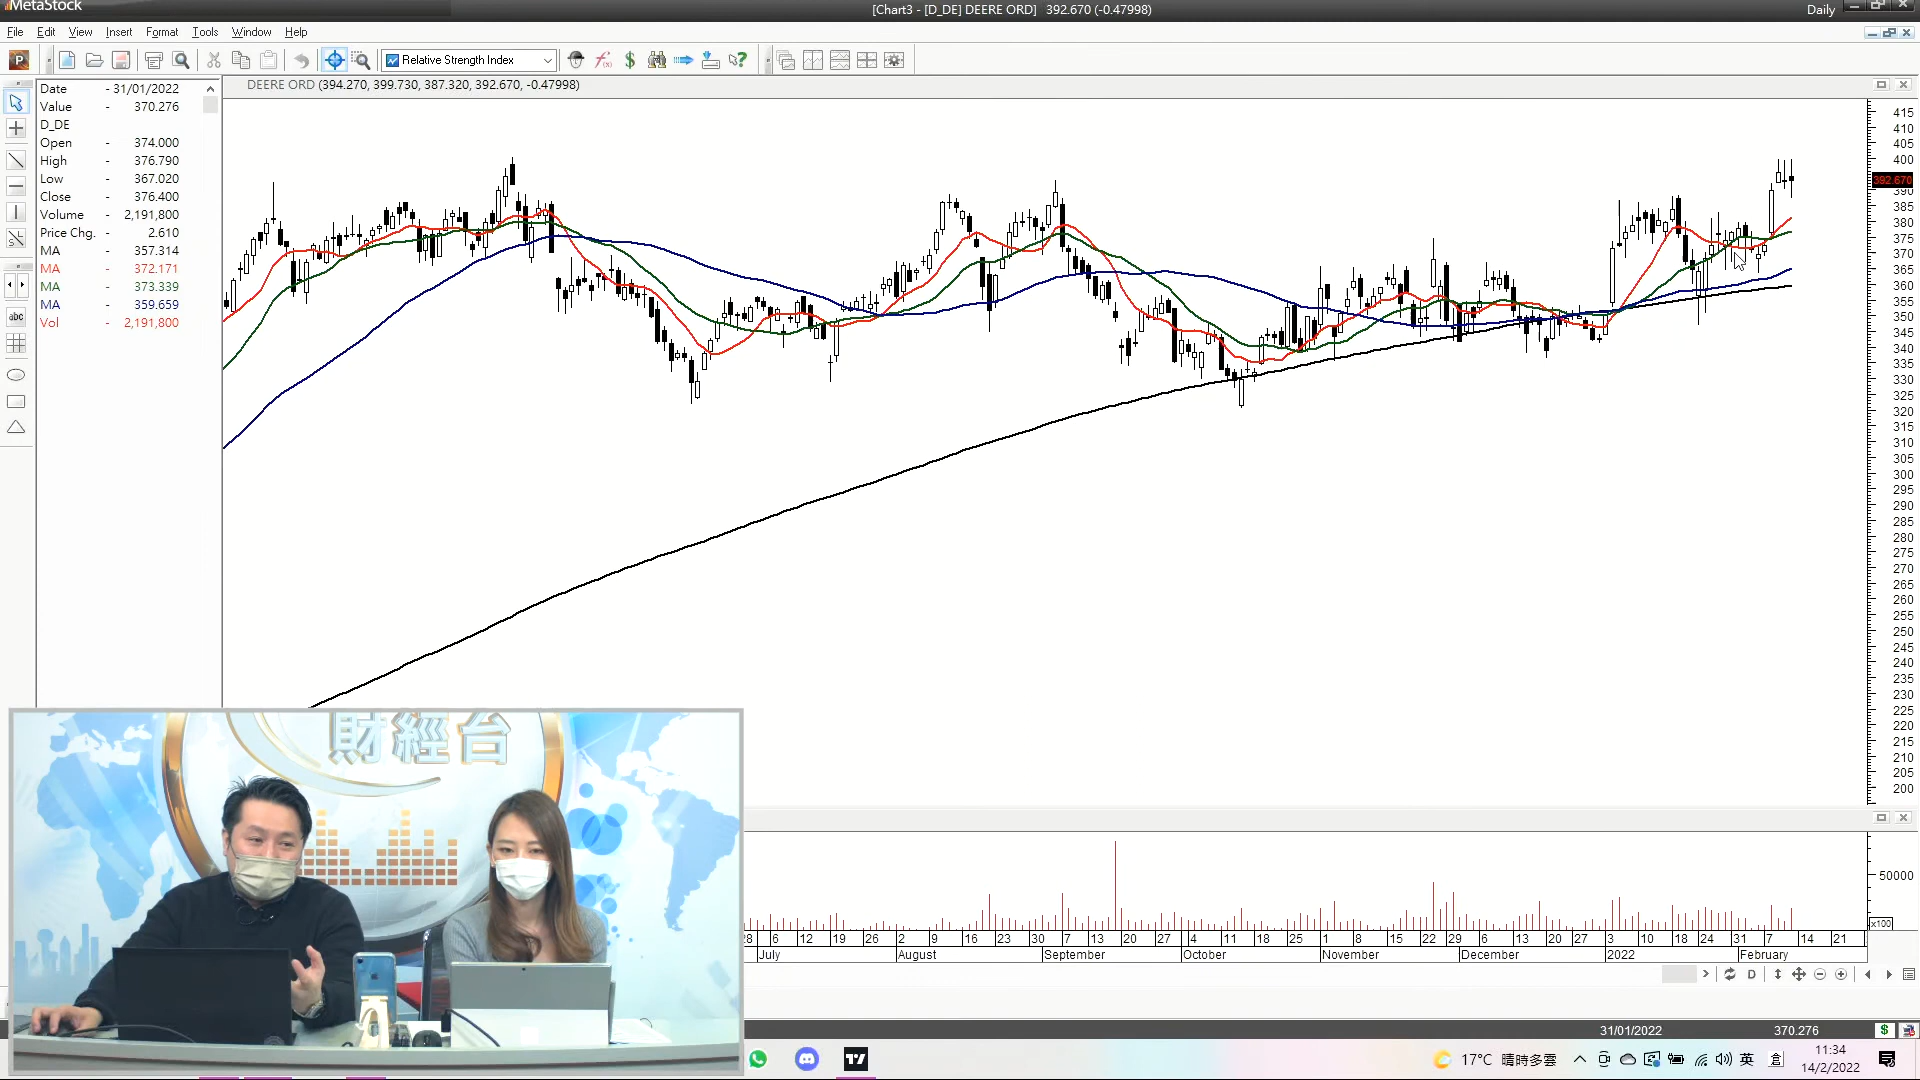 MetaStock
[Chart3 - [D_DE] DEERE ORD] 392.670 (-0.47998)
Daily
File Edit View Insert Format Tools Window Help
P
Relative Strength Index
Date - 31/01/2022
Value - 370.276
D_DE
Open - 374.000
High - 376.790
Low - 367.020
Close - 376.400
Volume - 2,191,800
Price Chg. - 2.610
MA - 357.314
MA - 372.171
MA - 373.339
MA - 359.659
Vol - 2,191,800
abc
DEERE ORD (394.270, 399.730, 387.320, 392.670, -0.47998)
415
410
405
400
392.670
390
385
380
375
370
365
360
355
350
345
340
335
330
325
320
315
310
305
300
295
290
285
280
275
270
265
260
255
250
245
240
235
230
225
220
215
210
205
200
財經台
50000
x100
28 6 12 19 26 2 9 16 23 30 7 13 20 27 4 11 18 25 1 8 15 22 29 6 13 20 27 3 10 18 24 31 7 14 21
July August September October November December 2022 February
D
31/01/2022 370.276
17°C 晴時多雲
英
11:34
14/2/2022